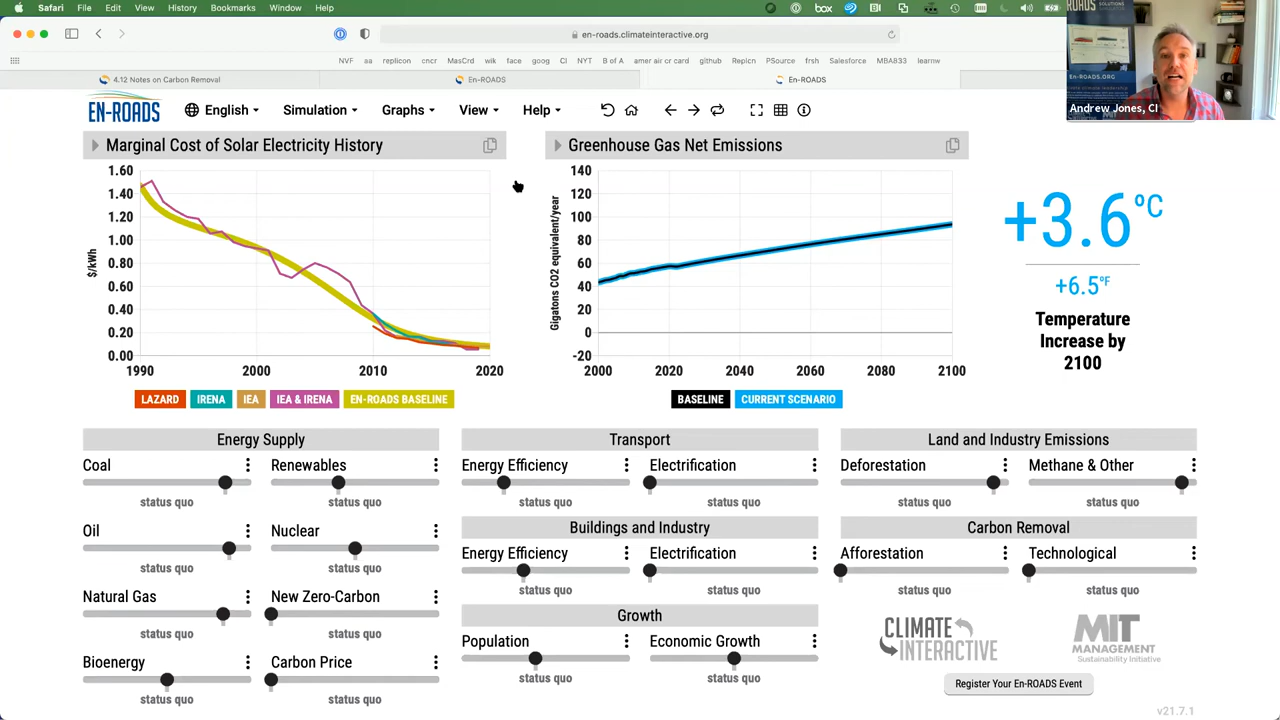 Safari File Edit View History Bookmarks Window Help
en-roads.climateinteractive.org
NVF aa replicon cncr MasCrd wik face goog CI NYT B of A amer air or card github Replcn PSource frsh Salesforce MBA833 learnw
4.12 Notes on Carbon Removal
En-ROADS
En-ROADS
EN-ROADS.ORG
Andrew Jones, CI
EN-ROADS
English
Simulation
Graphs
View
Help
Marginal Cost of Solar Electricity History
1.60
1.40
1.20
1.00
0.80
0.60
0.40
0.20
0.00
$/kWh
1990 2000 2010 2020
LAZARD IRENA IEA IEA & IRENA EN-ROADS BASELINE
Greenhouse Gas Net Emissions
140
120
100
80
60
40
20
0
-20
Gigatons CO2 equivalent/year
2000 2020 2040 2060 2080 2100
BASELINE CURRENT SCENARIO
+3.6°C
+6.5°F
Temperature
Increase by
2100
Energy Supply
Coal
status quo
Renewables
status quo
Oil
status quo
Nuclear
status quo
Natural Gas
status quo
New Zero-Carbon
status quo
Bioenergy
status quo
Carbon Price
status quo
Transport
Energy Efficiency
status quo
Electrification
status quo
Buildings and Industry
Energy Efficiency
status quo
Electrification
status quo
Growth
Population
status quo
Economic Growth
status quo
Land and Industry Emissions
Deforestation
status quo
Methane & Other
status quo
Carbon Removal
Afforestation
status quo
Technological
status quo
CLIMATE
INTERACTIVE
MIT
MANAGEMENT
Sustainability Initiative
Register Your En-ROADS Event
v21.7.1